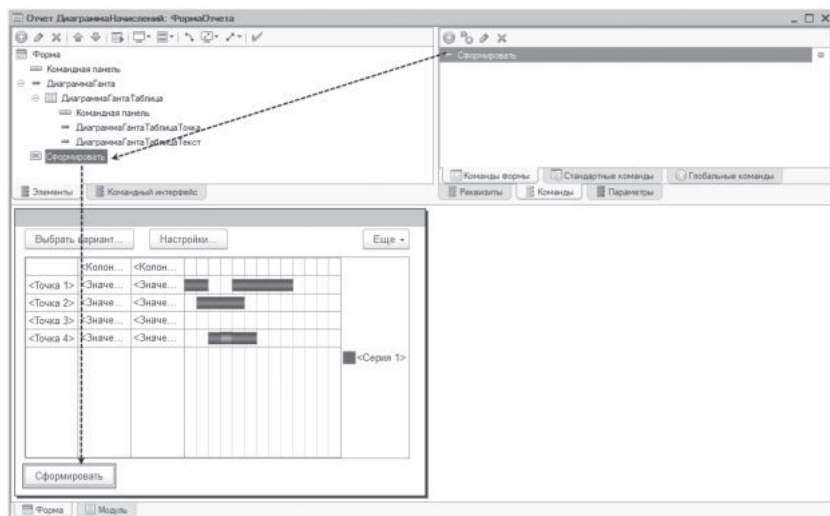 Отчет ДиаграммаНачислений: ФормаОтчета
Форма
Командная панель
ДиаграммаГанта
ДиаграммаГантаТаблица
Командная панель
ДиаграммаГантаТаблицаТочка
ДиаграммаГантаТаблицаТекст
Сформировать
Элементы
Командный интерфейс
Сформировать
Команды формы
Стандартные команды
Глобальные команды
Реквизиты
Команды
Параметры
Выбрать вариант...
Настройки...
Еще
<Колон... <Колон...
<Точка 1> <Значе... <Значе...
<Точка 2> <Значе... <Значе...
<Точка 3> <Значе... <Значе...
<Точка 4> <Значе... <Значе...
<Серия 1>
Сформировать
Форма
Модуль